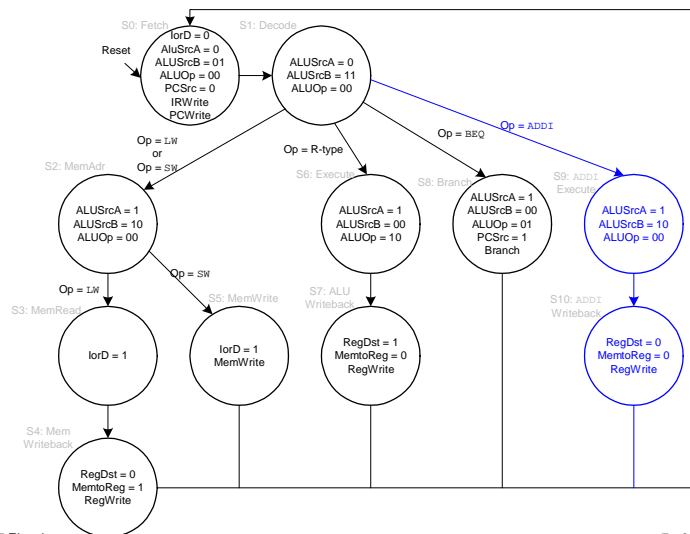 S0: Fetch
S1: Decode
Reset
IorD = 0
AluSrcA = 0
ALUSrcB = 01
ALUOp = 00
PCSrc = 0
IRWrite
PCWrite
ALUSrcA = 0
ALUSrcB = 11
ALUOp = 00
Op = LW
or
Op = SW
Op = R-type
Op = BEQ
Op = ADDI
S2: MemAdr
S6: Execute
S8: Branch
S9: ADDI
Execute
ALUSrcA = 1
ALUSrcB = 10
ALUOp = 00
ALUSrcA = 1
ALUSrcB = 00
ALUOp = 10
ALUSrcA = 1
ALUSrcB = 00
ALUOp = 01
PCSrc = 1
Branch
ALUSrcA = 1
ALUSrcB = 10
ALUOp = 00
Op = LW
Op = SW
S3: MemRead
S5: MemWrite
S7: ALU
Writeback
S10: ADDI
Writeback
IorD = 1
IorD = 1
MemWrite
RegDst = 1
MemtoReg = 0
RegWrite
RegDst = 0
MemtoReg = 0
RegWrite
S4: Mem
Writeback
RegDst = 0
MemtoReg = 1
RegWrite